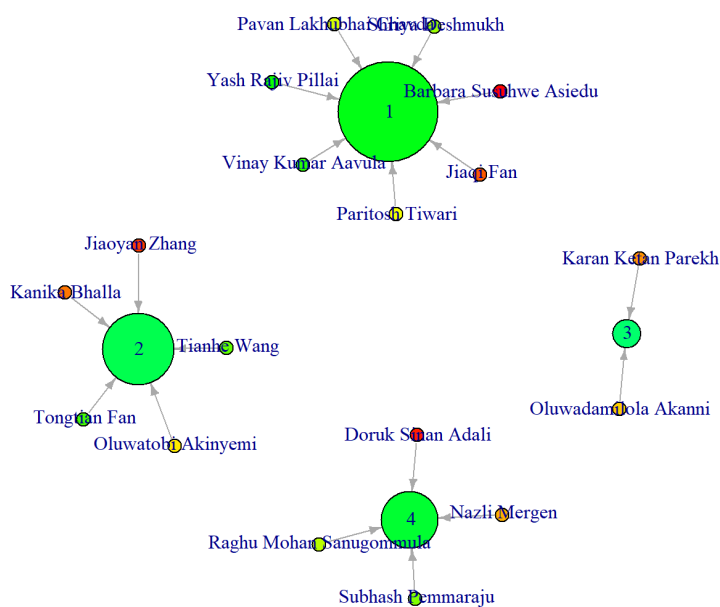 Pavan Lakhubhai Chavda
Shriya Deshmukh
Yash Rajiv Pillai
Barbara Susuhwe Asiedu
1
Vinay Kumar Aavula
Jiaqi Fan
Paritosh Tiwari
Jiaoyan Zhang
Karan Ketan Parekh
Kanika Bhalla
3
2
Tianhe Wang
Oluwadamilola Akanni
Tongtian Fan
Doruk Sinan Adali
Oluwatobi Akinyemi
Nazli Mergen
4
Raghu Mohan Sanugommula
Subhash Pemmaraju